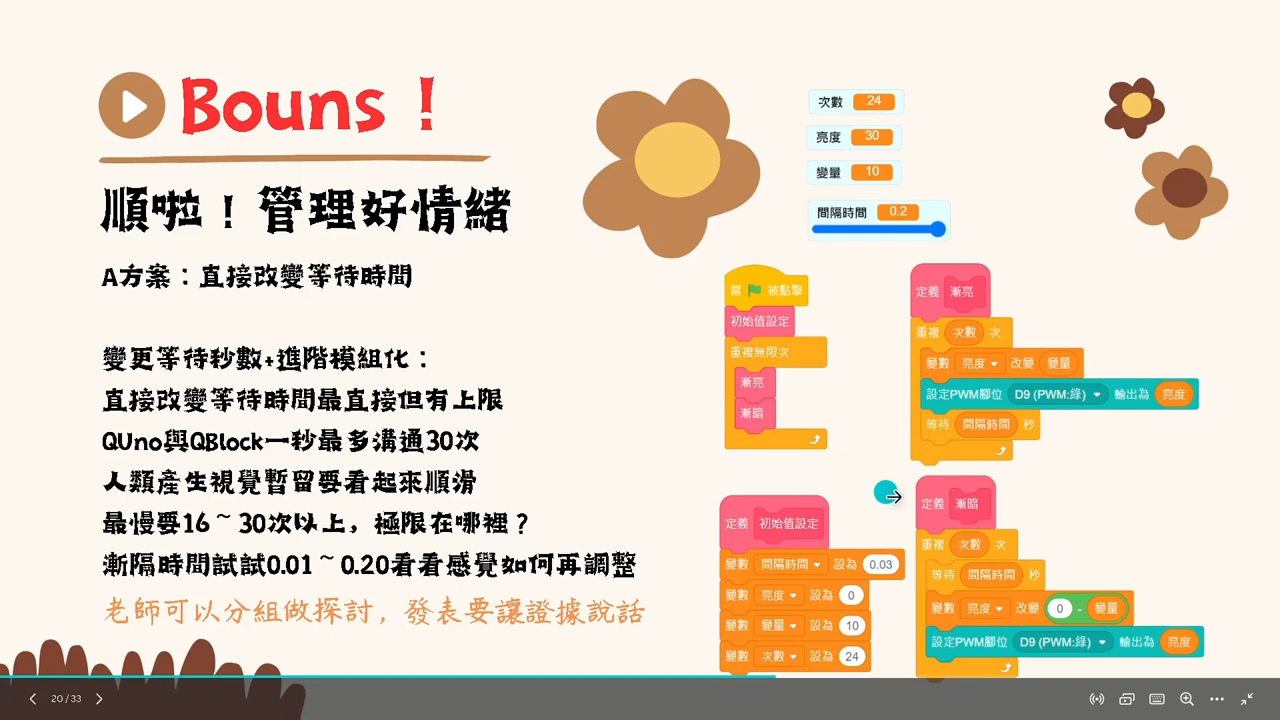 Bouns！
順啦！管理好情緒
A方案：直接改變等待時間
變更等待秒數+進階模組化：
直接改變等待時間最直接但有上限
QUno與QBlock一秒最多溝通30次
人類產生視覺暫留要看起來順滑
最慢要16～30次以上，極限在哪裡？
漸隔時間試試0.01～0.20看看感覺如何再調整
老師可以分組做探討，發表要讓證據說話
次數 24
亮度 30
變量 10
間隔時間 0.2
當 被點擊
初始值設定
重複無限次
漸亮
漸暗
定義 漸亮
重複 次數 次
變數 亮度 改變 變量
設定PWM腳位 D9 (PWM:綠) 輸出為 亮度
等待 間隔時間 秒
定義 初始值設定
變數 間隔時間 設為 0.03
變數 亮度 設為 0
變數 變量 設為 10
變數 次數 設為 24
定義 漸暗
重複 次數 次
等待 間隔時間 秒
變數 亮度 改變 0 - 變量
設定PWM腳位 D9 (PWM:綠) 輸出為 亮度
20 / 33